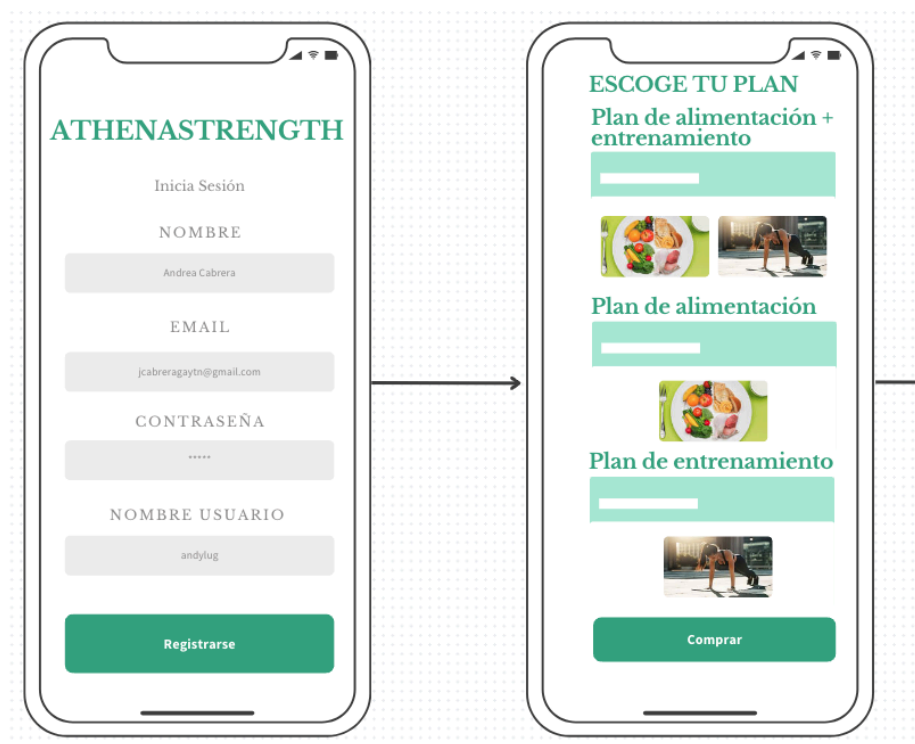 ATHENASTRENGTH
Inicia Sesión
NOMBRE
Andrea Cabrera
EMAIL
jcabreragaytn@gmail.com
CONTRASEÑA
*****
NOMBRE USUARIO
andylug
Registrarse
ESCOGE TU PLAN
Plan de alimentación +
entrenamiento
Plan de alimentación
Plan de entrenamiento
Comprar